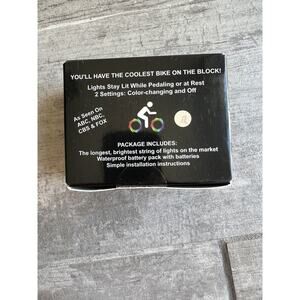 YOU'LL HAVE THE COOLEST BIKE ON THE BLOCK!
Lights Stay Lit While Pedaling or at Rest
2 Settings: Color-changing and Off
As Seen On
ABC, NBC,
CBS & FOX
PACKAGE INCLUDES:
The longest, brightest string of lights on the market
Waterproof battery pack with batteries
Simple installation instructions